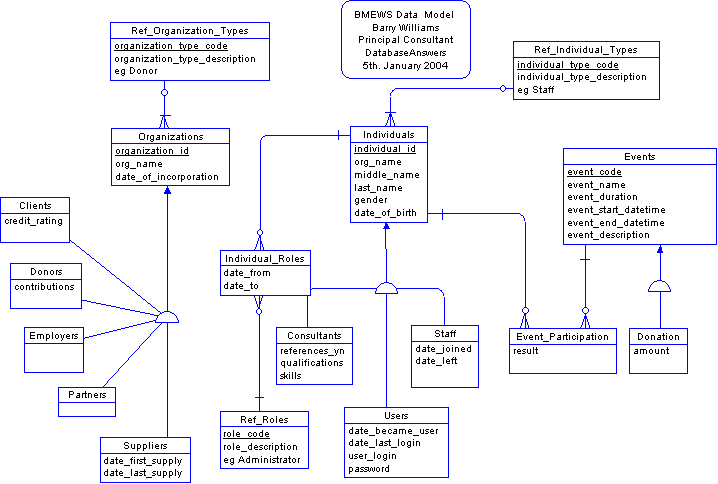 BMEWS Data Model
Barry Williams
Principal Consultant
DatabaseAnswers
5th. January 2004
Ref_Organization_Types
organization_type_code
organization_type_description
eg Donor
Ref_Individual_Types
individual_type_code
individual_type_description
eg Staff
Organizations
organization_id
org_name
date_of_incorporation
Individuals
individual_id
org_name
middle_name
last_name
gender
date_of_birth
Events
event_code
event_name
event_duration
event_start_datetime
event_end_datetime
event_description
Clients
credit_rating
Donors
contributions
Employers
Partners
Suppliers
date_first_supply
date_last_supply
Individual_Roles
date_from
date_to
Consultants
references_yn
qualifications
skills
Staff
date_joined
date_left
Event_Participation
result
Donation
amount
Ref_Roles
role_code
role_description
eg Administrator
Users
date_became_user
date_last_login
user_login
password